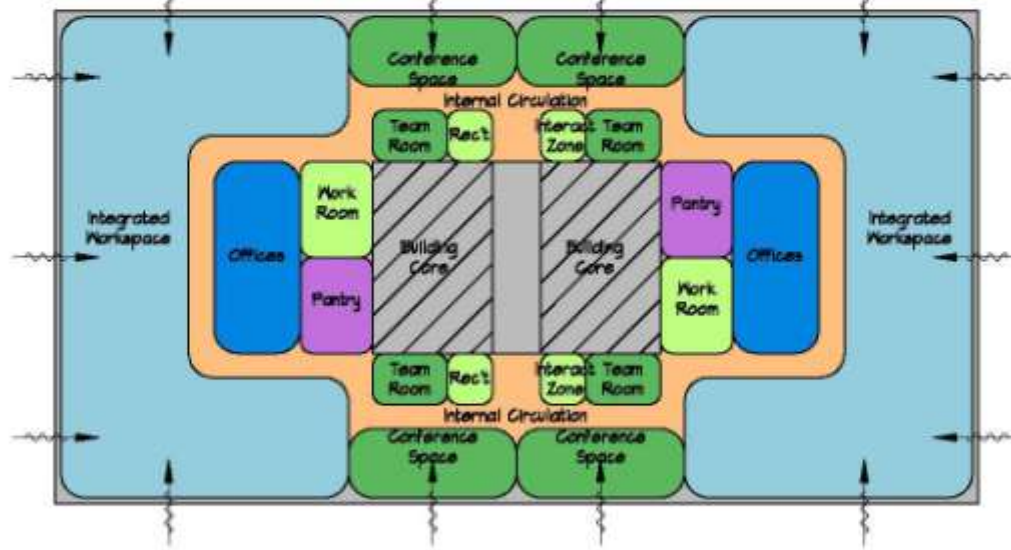 Conference
Space
Conference
Space
Internal Circulation
Team
Room
Rec't
Interact
Zone
Team
Room
Integrated
Workspace
Offices
Work
Room
Pantry
Building
Core
Building
Core
Pantry
Work
Room
Offices
Integrated
Workspace
Team
Room
Rec't
Interact
Zone
Team
Room
Internal Circulation
Conference
Space
Conference
Space